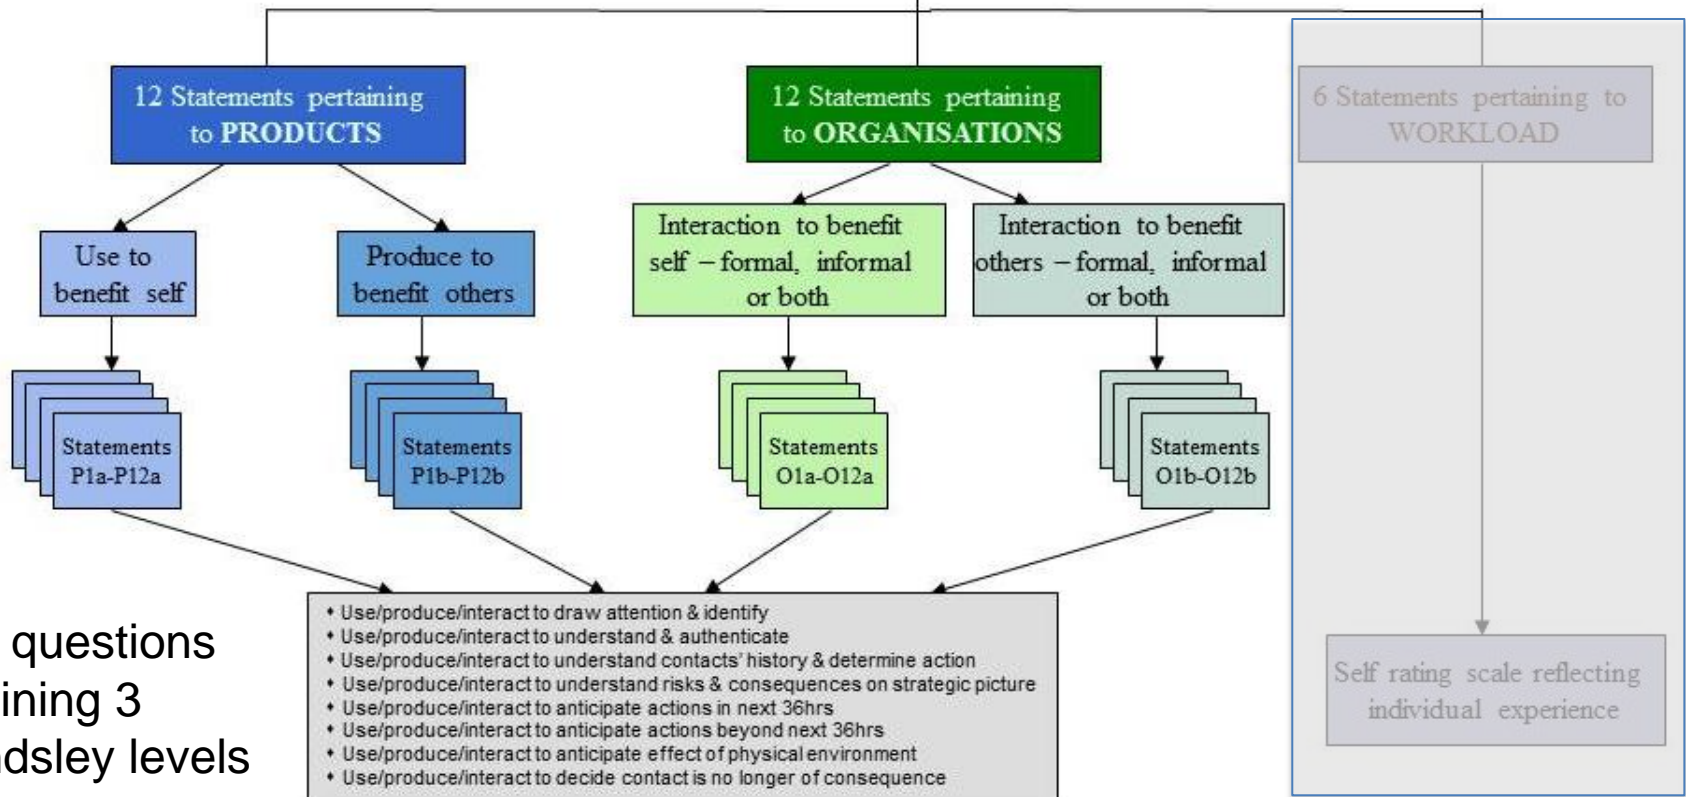 12 Statements pertaining
to PRODUCTS
12 Statements pertaining
to ORGANISATIONS
6 Statements pertaining to
WORKLOAD
Use to
benefit self
Produce to
benefit others
Interaction to benefit
self – formal, informal
or both
Interaction to benefit
others – formal, informal
or both
Statements
P1a-P12a
Statements
P1b-P12b
Statements
O1a-O12a
Statements
O1b-O12b
• Use/produce/interact to draw attention & identify
• Use/produce/interact to understand & authenticate
• Use/produce/interact to understand contacts' history & determine action
• Use/produce/interact to understand risks & consequences on strategic picture
• Use/produce/interact to anticipate actions in next 36hrs
• Use/produce/interact to anticipate actions beyond next 36hrs
• Use/produce/interact to anticipate effect of physical environment
• Use/produce/interact to decide contact is no longer of consequence
questions
ining 3
dsley levels
Self rating scale reflecting
individual experience